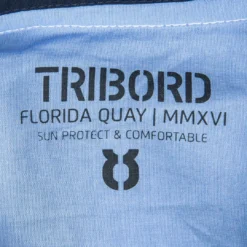 TRIBORD
FLORIDA QUAY | MMXVI
SUN PROTECT & COMFORTABLE